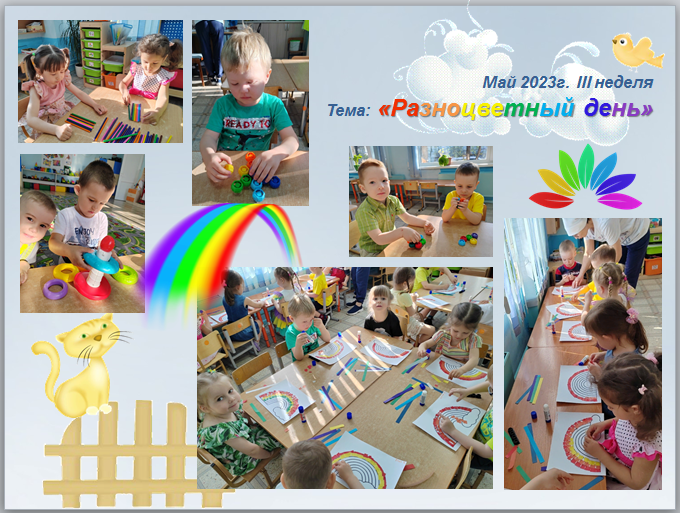 Май 2023г. III неделя
Тема: «Разноцветный день»
READY TO